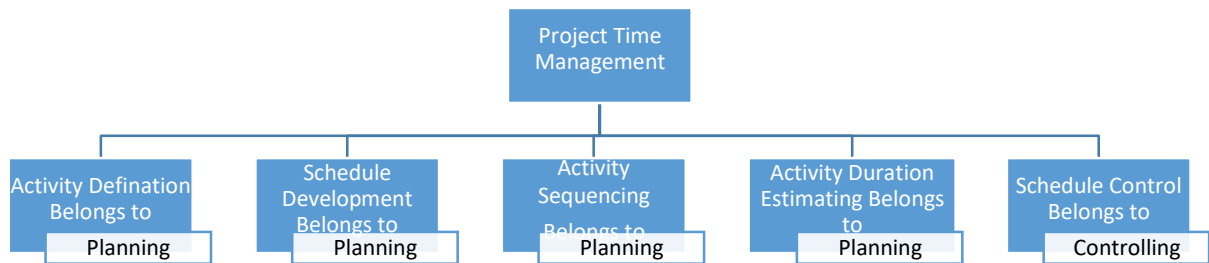 Project Time
Management
Activity Defination
Belongs to
Planning
Schedule
Development
Belongs to
Planning
Activity
Sequencing
Belongs to
Planning
Activity Duration
Estimating Belongs
to
Planning
Schedule Control
Belongs to
Controlling